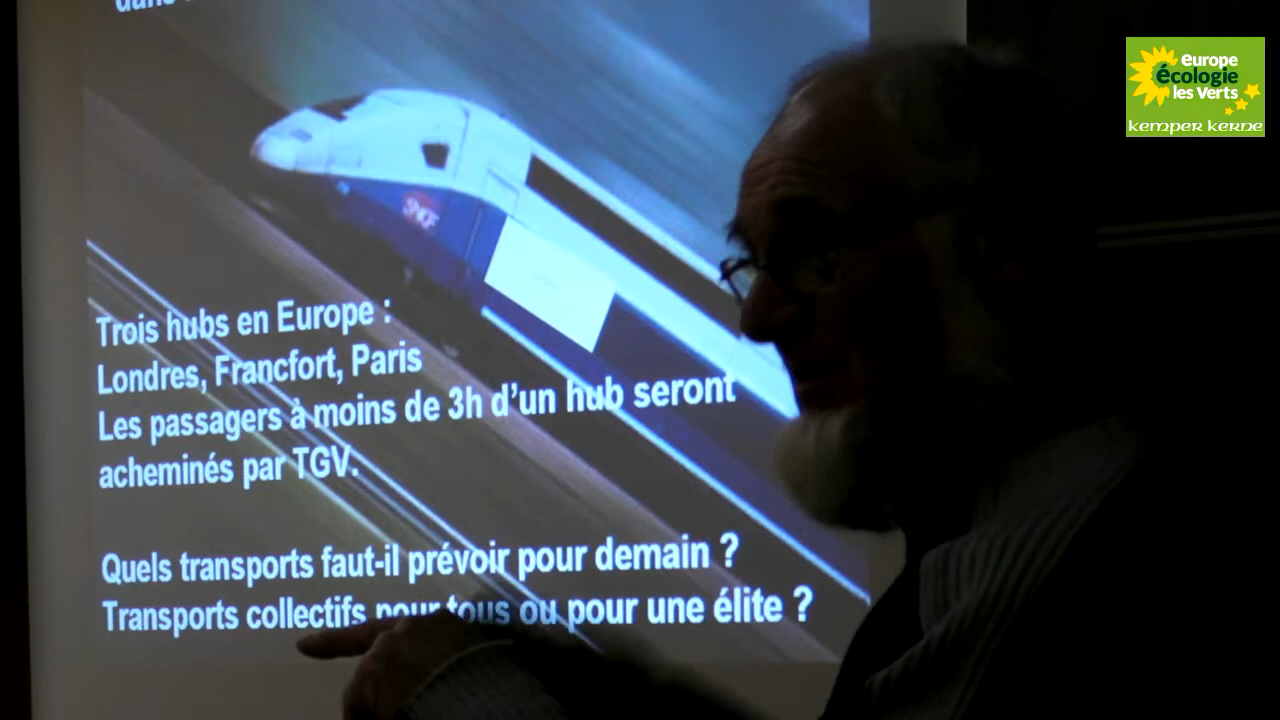 dans
europe
écologie
les Verts
kemper kerne
SNCF
Trois hubs en Europe :
Londres, Francfort, Paris
Les passagers à moins de 3h d'un hub seront
acheminés par TGV.
Quels transports faut-il prévoir pour demain ?
Transports collectifs pour tous ou pour une élite ?